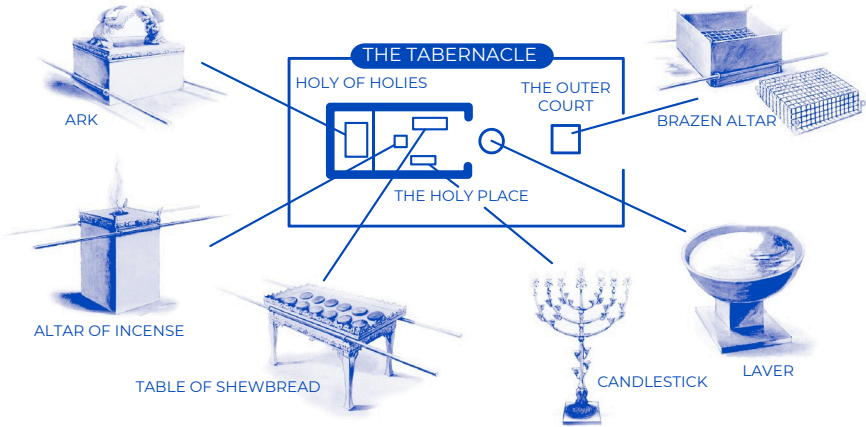 THE TABERNACLE
HOLY OF HOLIES
THE OUTER
COURT
ARK
BRAZEN ALTAR
THE HOLY PLACE
ALTAR OF INCENSE
TABLE OF SHEWBREAD
CANDLESTICK
LAVER